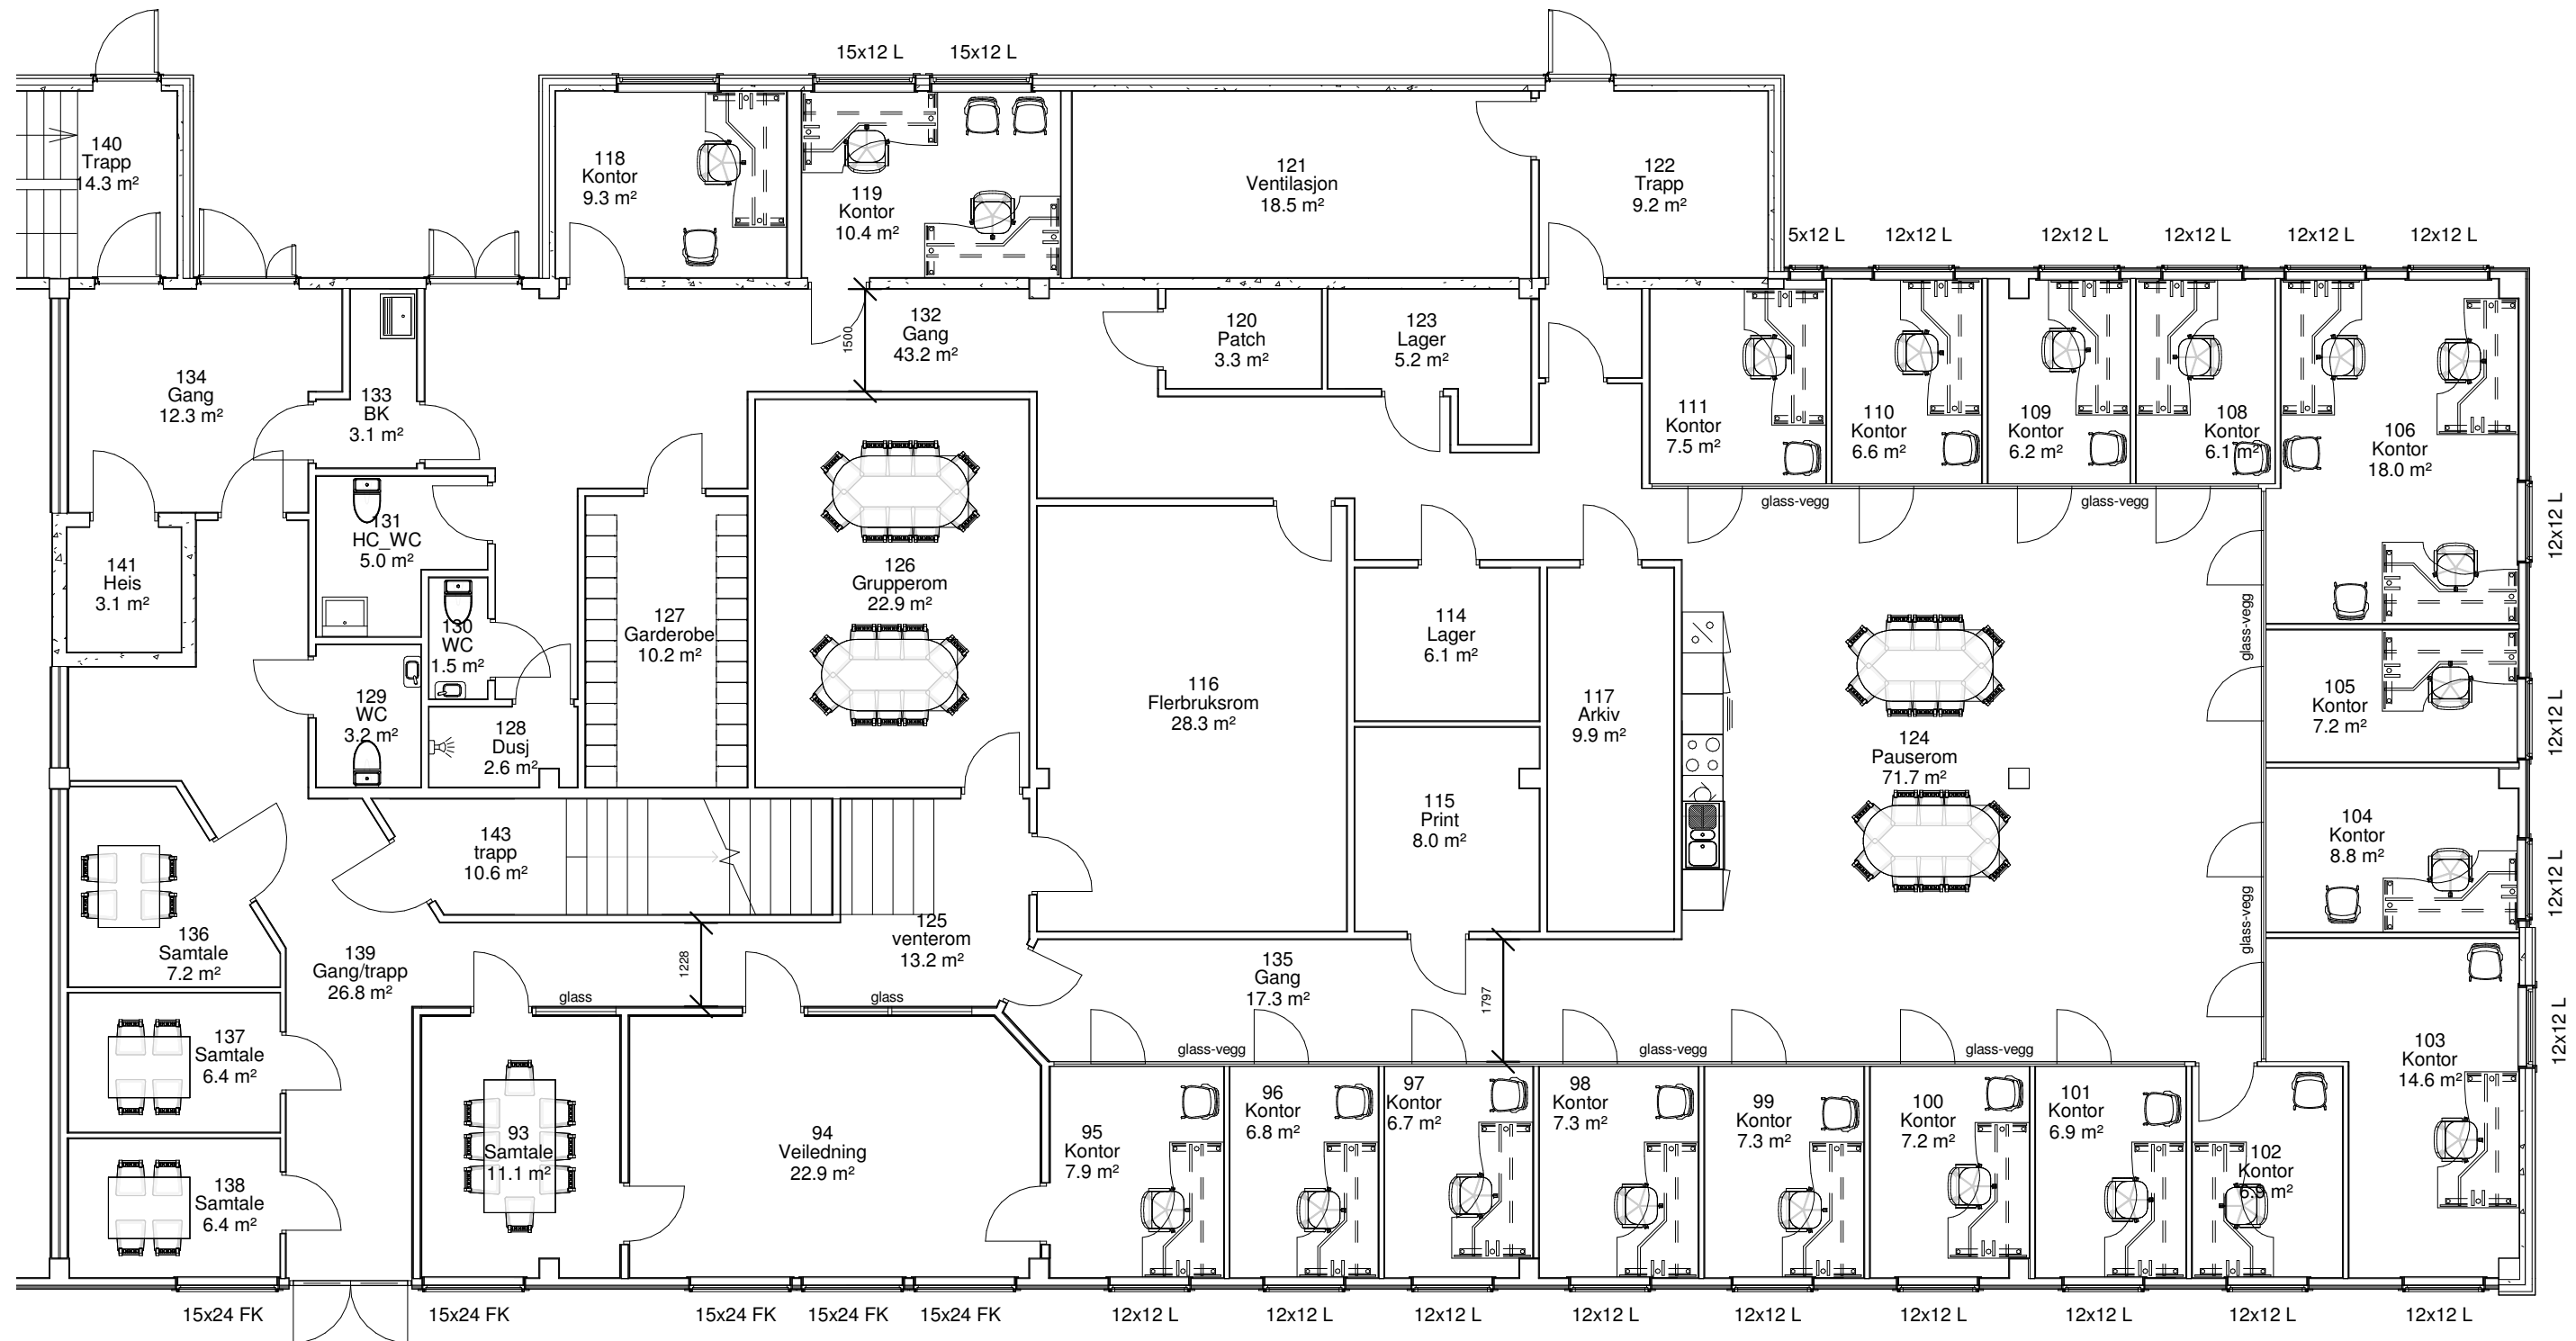 15x12 L
15x12 L
140
Trapp
14.3 m²
118
Kontor
9.3 m²
119
Kontor
10.4 m²
121
Ventilasjon
18.5 m²
122
Trapp
9.2 m²
5x12 L
12x12 L
12x12 L
12x12 L
12x12 L
12x12 L
134
Gang
12.3 m²
133
BK
3.1 m²
1500
132
Gang
43.2 m²
120
Patch
3.3 m²
123
Lager
5.2 m²
111
Kontor
7.5 m²
110
Kontor
6.6 m²
109
Kontor
6.2 m²
108
Kontor
6.1 m²
106
Kontor
18.0 m²
glass-vegg
glass-vegg
12x12 L
131
HC_WC
5.0 m²
141
Heis
3.1 m²
130
WC
1.5 m²
127
Garderobe
10.2 m²
126
Grupperom
22.9 m²
114
Lager
6.1 m²
glass-vegg
129
WC
3.2 m²
128
Dusj
2.6 m²
116
Flerbruksrom
28.3 m²
117
Arkiv
9.9 m²
124
Pauserom
71.7 m²
105
Kontor
7.2 m²
12x12 L
115
Print
8.0 m²
104
Kontor
8.8 m²
12x12 L
143
trapp
10.6 m²
glass-vegg
136
Samtale
7.2 m²
139
Gang/trapp
26.8 m²
1228
125
venterom
13.2 m²
135
Gang
17.3 m²
1797
glass
glass
137
Samtale
6.4 m²
glass-vegg
glass-vegg
glass-vegg
103
Kontor
14.6 m²
12x12 L
138
Samtale
6.4 m²
93
Samtale
11.1 m²
94
Veiledning
22.9 m²
95
Kontor
7.9 m²
96
Kontor
6.8 m²
97
Kontor
6.7 m²
98
Kontor
7.3 m²
99
Kontor
7.3 m²
100
Kontor
7.2 m²
101
Kontor
6.9 m²
102
Kontor
6.9 m²
15x24 FK
15x24 FK
15x24 FK
15x24 FK
15x24 FK
12x12 L
12x12 L
12x12 L
12x12 L
12x12 L
12x12 L
12x12 L
12x12 L
12x12 L